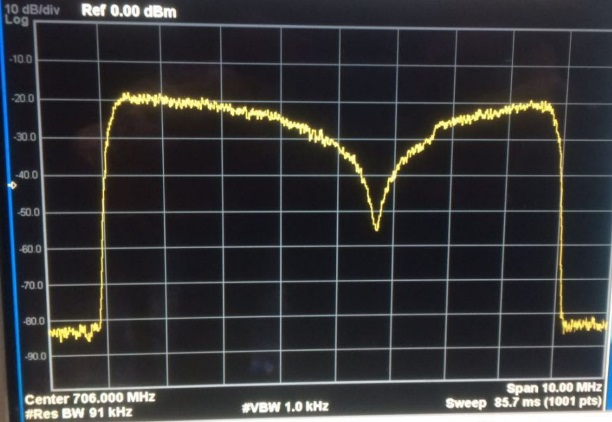 10 dB/div Ref 0.00 dBm
Log
-10.0
-20.0
-30.0
-40.0
-50.0
-60.0
-70.0
-80.0
-90.0
Center 706.000 MHz Span 10.00 MHz
#Res BW 91 kHz #VBW 1.0 kHz Sweep 85.7 ms (1001 pts)